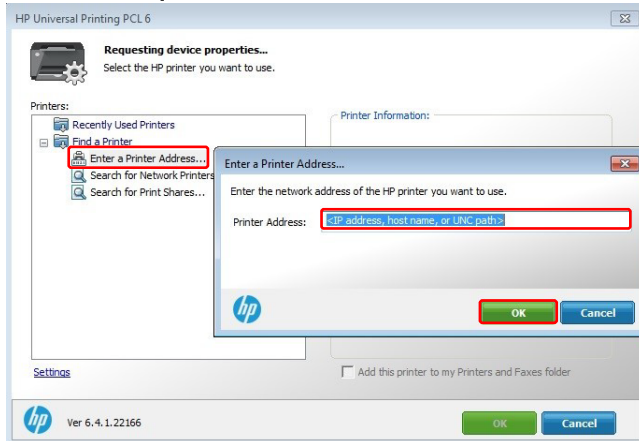 HP Universal Printing PCL 6
Requesting device properties...
Select the HP printer you want to use.
Printers:
Printer Information:
Recently Used Printers
Find a Printer
Enter a Printer Address...
Search for Network Printers
Search for Print Shares...
Enter a Printer Address...
Enter the network address of the HP printer you want to use.
Printer Address:
<IP address, host name, or UNC path>
hp
OK
Cancel
Settings
Add this printer to my Printers and Faxes folder
hp
Ver 6.4.1.22166
OK
Cancel